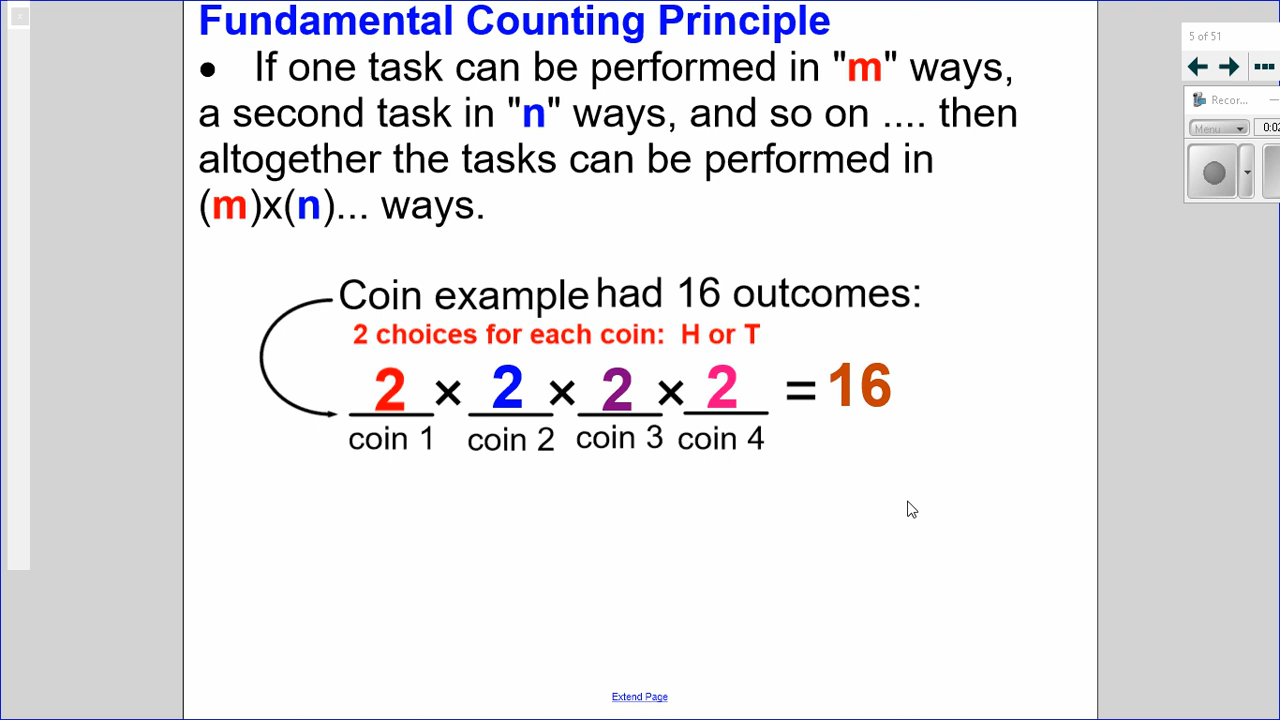 Fundamental Counting Principle
● If one task can be performed in "m" ways,
a second task in "n" ways, and so on .... then
altogether the tasks can be performed in
(m)x(n)... ways.
Coin example had 16 outcomes:
2 choices for each coin: H or T
2 × 2 × 2 × 2 = 16
coin 1 coin 2 coin 3 coin 4
Extend Page
5 of 51
Recor...
Menu